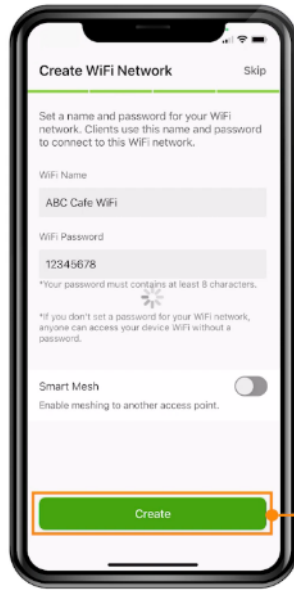 Create WiFi Network Skip
Set a name and password for your WiFi
network. Clients use this name and password
to connect to this WiFi network.
WiFi Name
ABC Cafe WiFi
WiFi Password
12345678
*Your password must contains at least 8 characters.
*If you don't set a password for your WiFi network,
anyone can access your device WiFi without a
password.
Smart Mesh
Enable meshing to another access point.
Create